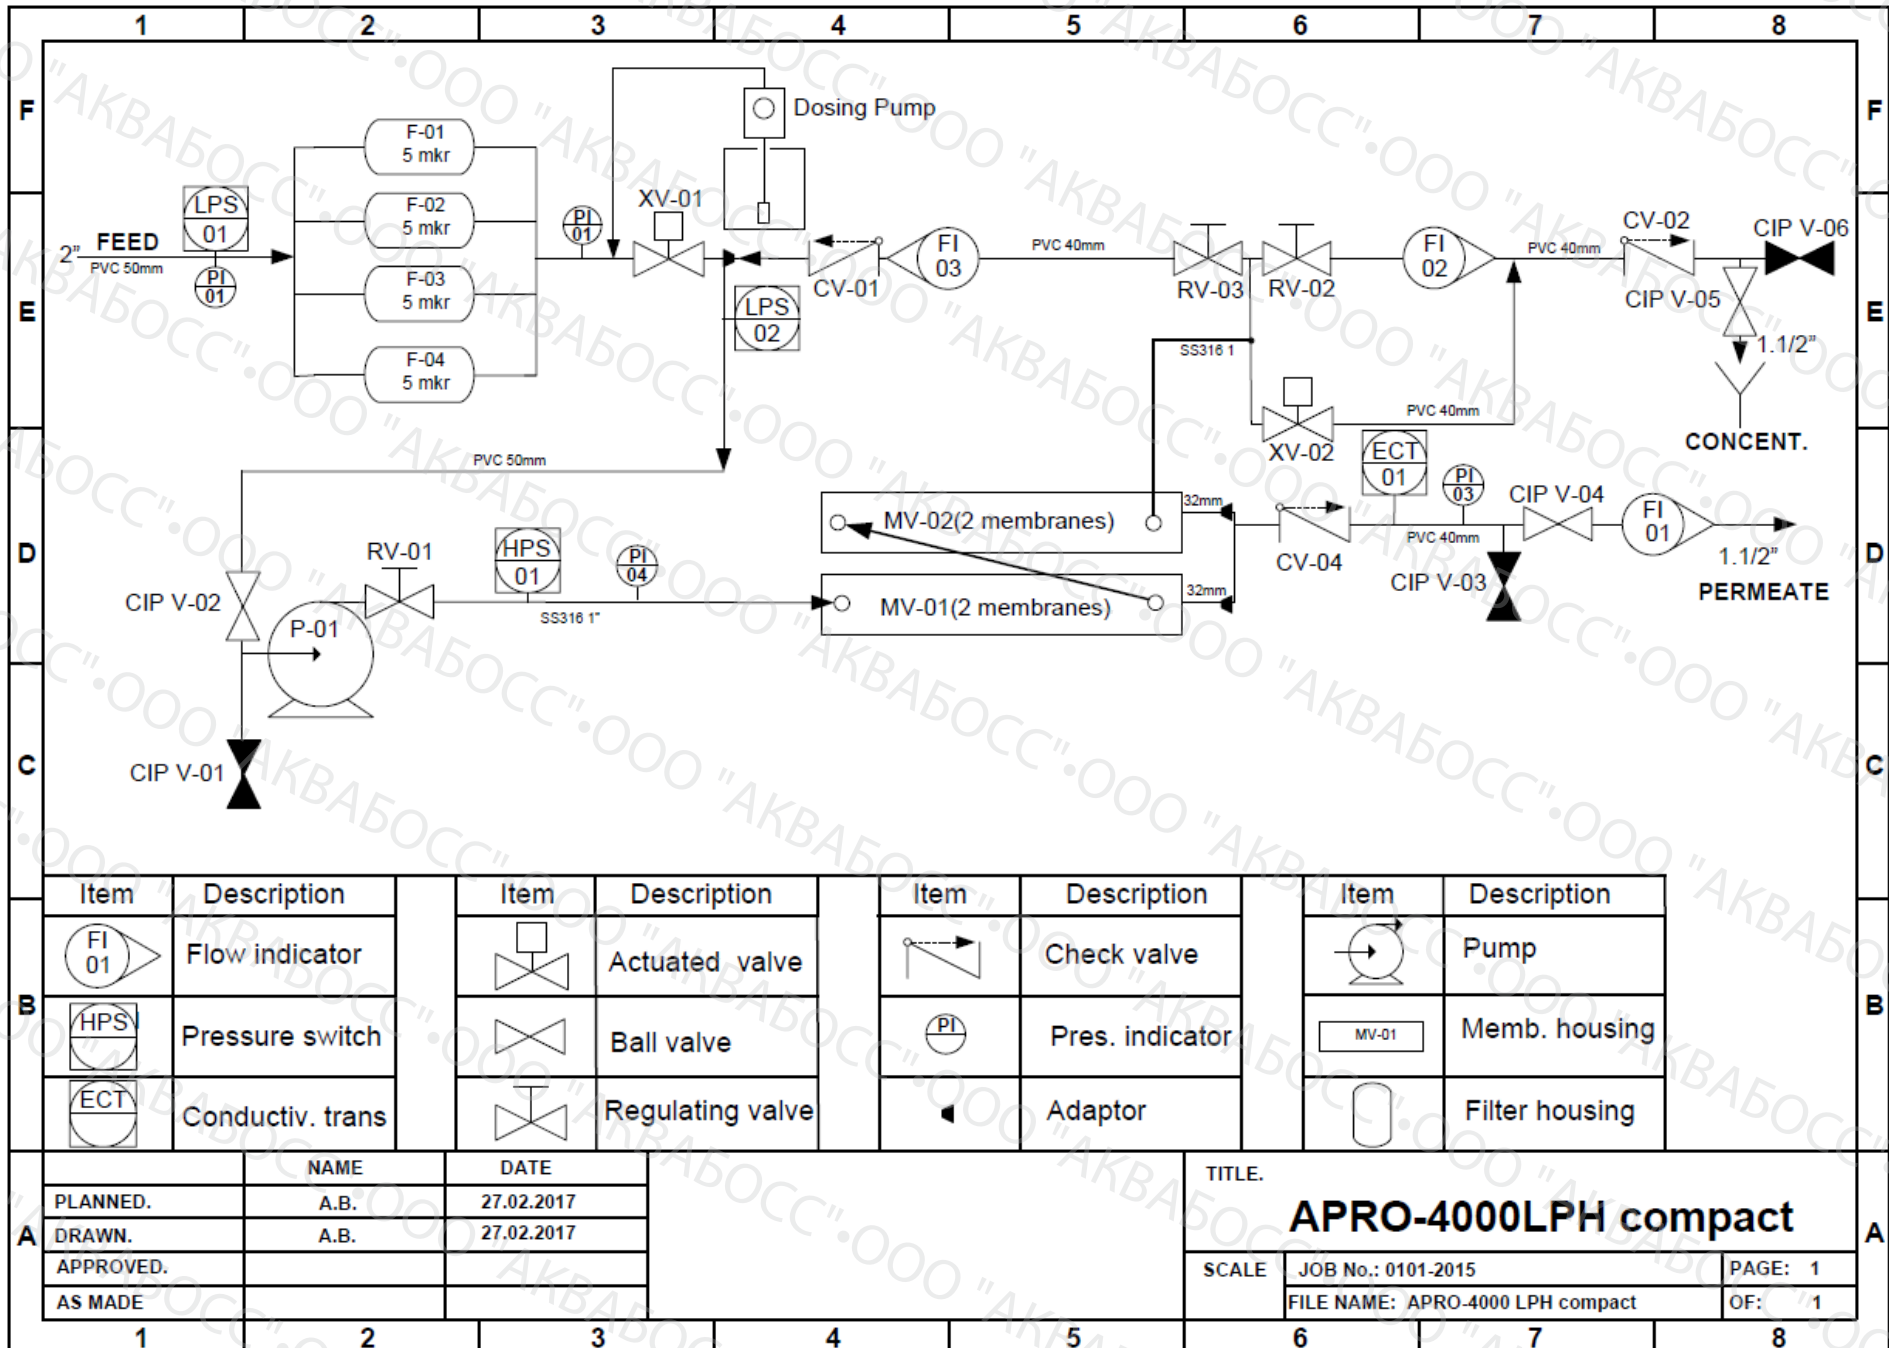 1 2 3 4 5 6 7 8
F F
E E
D D
C C
B B
A A
Dosing Pump
F-01
5 mkr
F-02
5 mkr
F-03
5 mkr
F-04
5 mkr
LPS
01
2"
FEED
PVC 50mm
PI
01
PI
01
XV-01
LPS
02
CV-01
FI
03
PVC 40mm
RV-03
RV-02
FI
02
PVC 40mm
CV-02
CIP V-06
CIP V-05
1.1/2"
CONCENT.
SS316 1
PVC 40mm
XV-02
PVC 50mm
CIP V-02
P-01
RV-01
HPS
01
PI
04
SS316 1"
CIP V-01
MV-02(2 membranes)
MV-01(2 membranes)
32mm
32mm
CV-04
ECT
01
PI
03
PVC 40mm
CIP V-04
CIP V-03
FI
01
1.1/2"
PERMEATE
Item Description Item Description Item Description Item Description
FI
01
Flow indicator
Actuated valve
Check valve
Pump
HPS
Pressure switch
Ball valve
PI
Pres. indicator
MV-01
Memb. housing
ECT
Conductiv. trans
Regulating valve
Adaptor
Filter housing
NAME DATE
PLANNED. A.B. 27.02.2017
DRAWN. A.B. 27.02.2017
APPROVED.
AS MADE
TITLE.
APRO-4000LPH compact
SCALE
JOB No.: 0101-2015
PAGE: 1
FILE NAME: APRO-4000 LPH compact
OF: 1
1 2 3 4 5 6 7 8
ООО "АКВАБОСС"•ООО "АКВАБОСС"•ООО "АКВАБОСС"